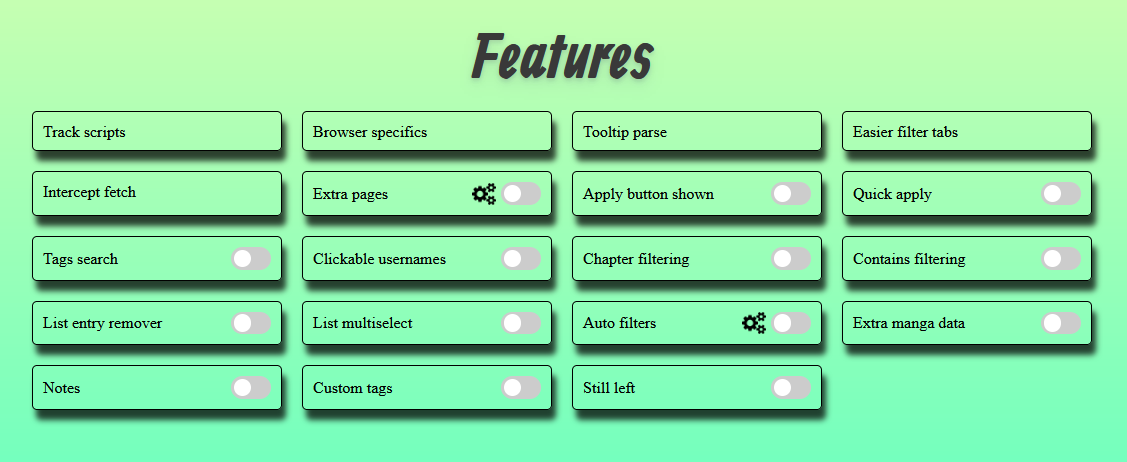 Features
Track scripts
Browser specifics
Tooltip parse
Easier filter tabs
Intercept fetch
Extra pages
Apply button shown
Quick apply
Tags search
Clickable usernames
Chapter filtering
Contains filtering
List entry remover
List multiselect
Auto filters
Extra manga data
Notes
Custom tags
Still left